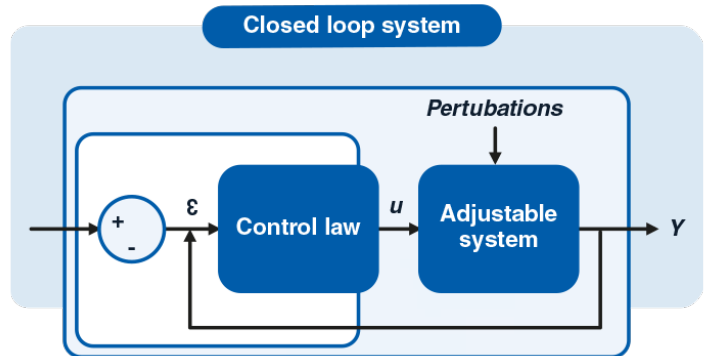 Closed loop system
Pertubations
+
-
ε
Control law
u
Adjustable
system
Y